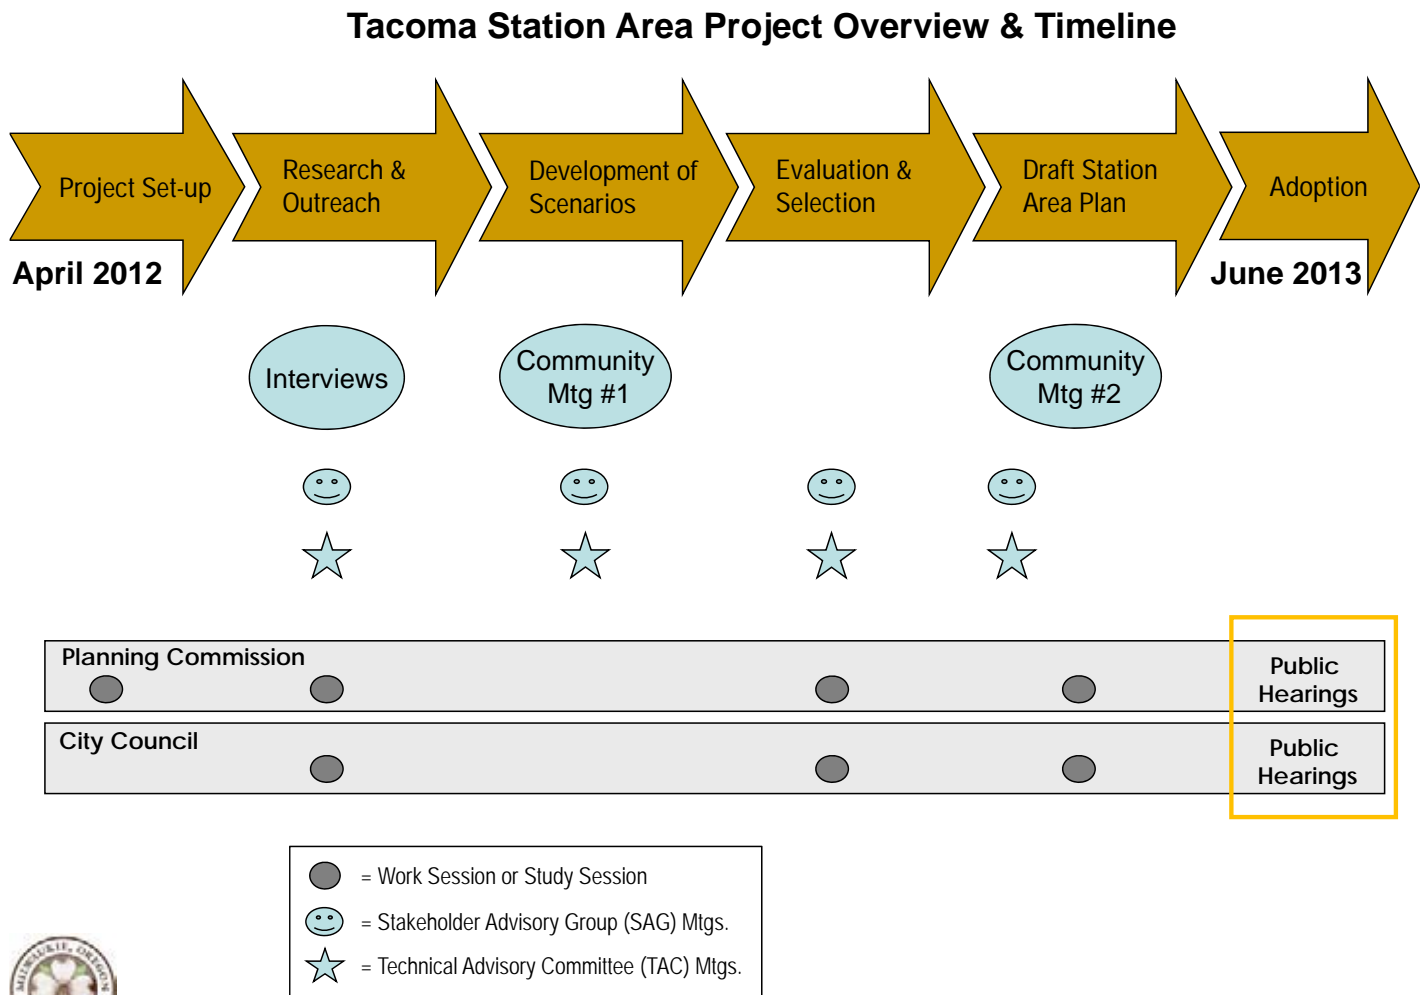 Tacoma Station Area Project Overview & Timeline
Project Set-up
Research &
Outreach
Development of
Scenarios
Evaluation &
Selection
Draft Station
Area Plan
Adoption
April 2012
June 2013
Interviews
Community
Mtg #1
Community
Mtg #2
Planning Commission
Public
Hearings
City Council
Public
Hearings
= Work Session or Study Session
= Stakeholder Advisory Group (SAG) Mtgs.
= Technical Advisory Committee (TAC) Mtgs.
MILWAUKIE, OREGON